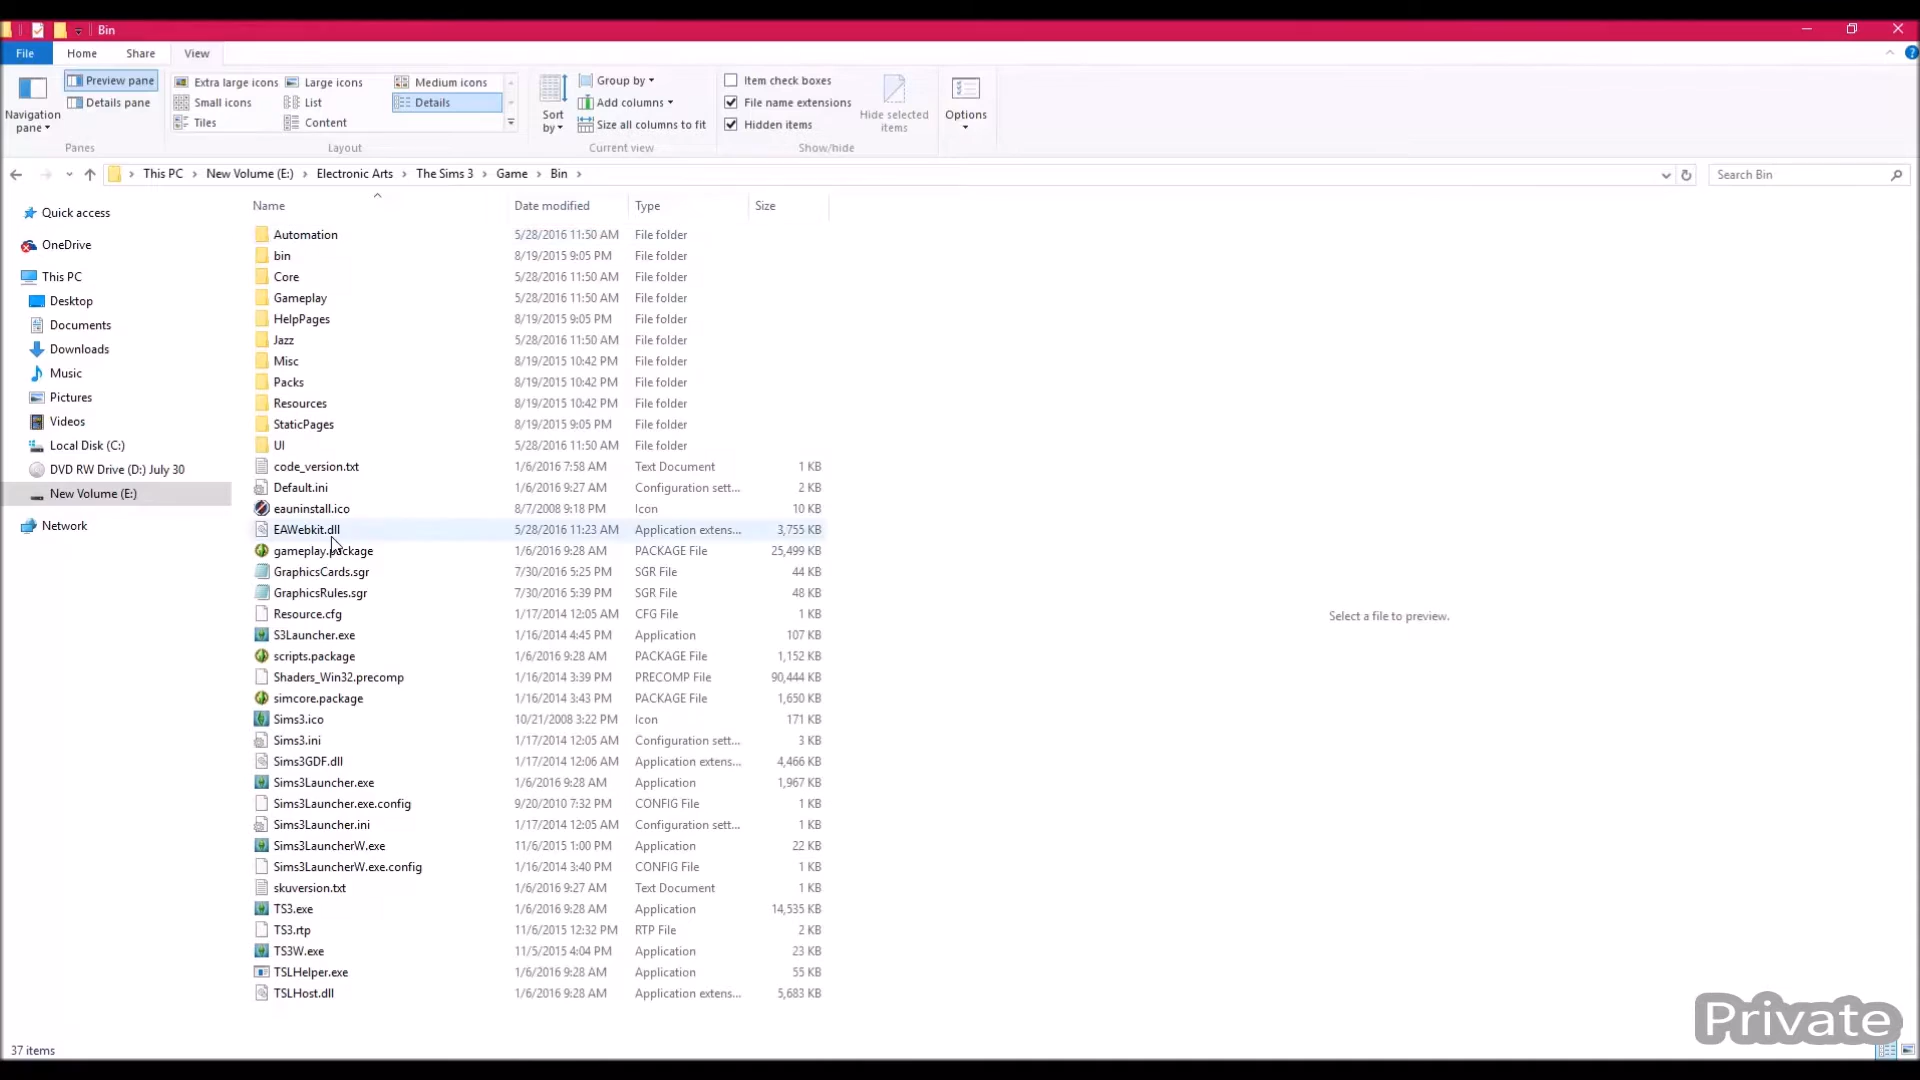 Bin
File Home Share View
Navigation pane
Preview pane
Details pane
Panes
Extra large icons Large icons Medium icons
Small icons List Details
Tiles Content
Layout
Sort by
Group by
Add columns
Size all columns to fit
Current view
Item check boxes
File name extensions
Hidden items
Hide selected items
Show/hide
Options
This PC > New Volume (E:) > Electronic Arts > The Sims 3 > Game > Bin >
Search Bin
Quick access
OneDrive
This PC
Desktop
Documents
Downloads
Music
Pictures
Videos
Local Disk (C:)
DVD RW Drive (D:) July 30
New Volume (E:)
Network
Name Date modified Type Size
Automation 5/28/2016 11:50 AM File folder
bin 8/19/2015 9:05 PM File folder
Core 5/28/2016 11:50 AM File folder
Gameplay 5/28/2016 11:50 AM File folder
HelpPages 8/19/2015 9:05 PM File folder
Jazz 5/28/2016 11:50 AM File folder
Misc 8/19/2015 10:42 PM File folder
Packs 8/19/2015 10:42 PM File folder
Resources 8/19/2015 10:42 PM File folder
StaticPages 8/19/2015 9:05 PM File folder
UI 5/28/2016 11:50 AM File folder
code_version.txt 1/6/2016 7:58 AM Text Document 1 KB
Default.ini 1/6/2016 9:27 AM Configuration sett... 2 KB
eauninstall.ico 8/7/2008 9:18 PM Icon 10 KB
EAWebkit.dll 5/28/2016 11:23 AM Application extens... 3,755 KB
gameplay.package 1/6/2016 9:28 AM PACKAGE File 25,499 KB
GraphicsCards.sgr 7/30/2016 5:25 PM SGR File 44 KB
GraphicsRules.sgr 7/30/2016 5:39 PM SGR File 48 KB
Resource.cfg 1/17/2014 12:05 AM CFG File 1 KB
S3Launcher.exe 1/16/2014 4:45 PM Application 107 KB
scripts.package 1/6/2016 9:28 AM PACKAGE File 1,152 KB
Shaders_Win32.precomp 1/16/2014 3:39 PM PRECOMP File 90,444 KB
simcore.package 1/16/2014 3:43 PM PACKAGE File 1,650 KB
Sims3.ico 10/21/2008 3:22 PM Icon 171 KB
Sims3.ini 1/17/2014 12:05 AM Configuration sett... 3 KB
Sims3GDF.dll 1/17/2014 12:06 AM Application extens... 4,466 KB
Sims3Launcher.exe 1/6/2016 9:28 AM Application 1,967 KB
Sims3Launcher.exe.config 9/20/2010 7:32 PM CONFIG File 1 KB
Sims3Launcher.ini 1/17/2014 12:05 AM Configuration sett... 1 KB
Sims3LauncherW.exe 11/6/2015 1:00 PM Application 22 KB
Sims3LauncherW.exe.config 1/16/2014 3:40 PM CONFIG File 1 KB
skuversion.txt 1/6/2016 9:27 AM Text Document 1 KB
TS3.exe 1/6/2016 9:28 AM Application 14,535 KB
TS3.rtp 11/6/2015 12:32 PM RTP File 2 KB
TS3W.exe 11/5/2015 4:04 PM Application 23 KB
TSLHelper.exe 1/6/2016 9:28 AM Application 55 KB
TSLHost.dll 1/6/2016 9:28 AM Application extens... 5,683 KB
Select a file to preview.
Private
37 items